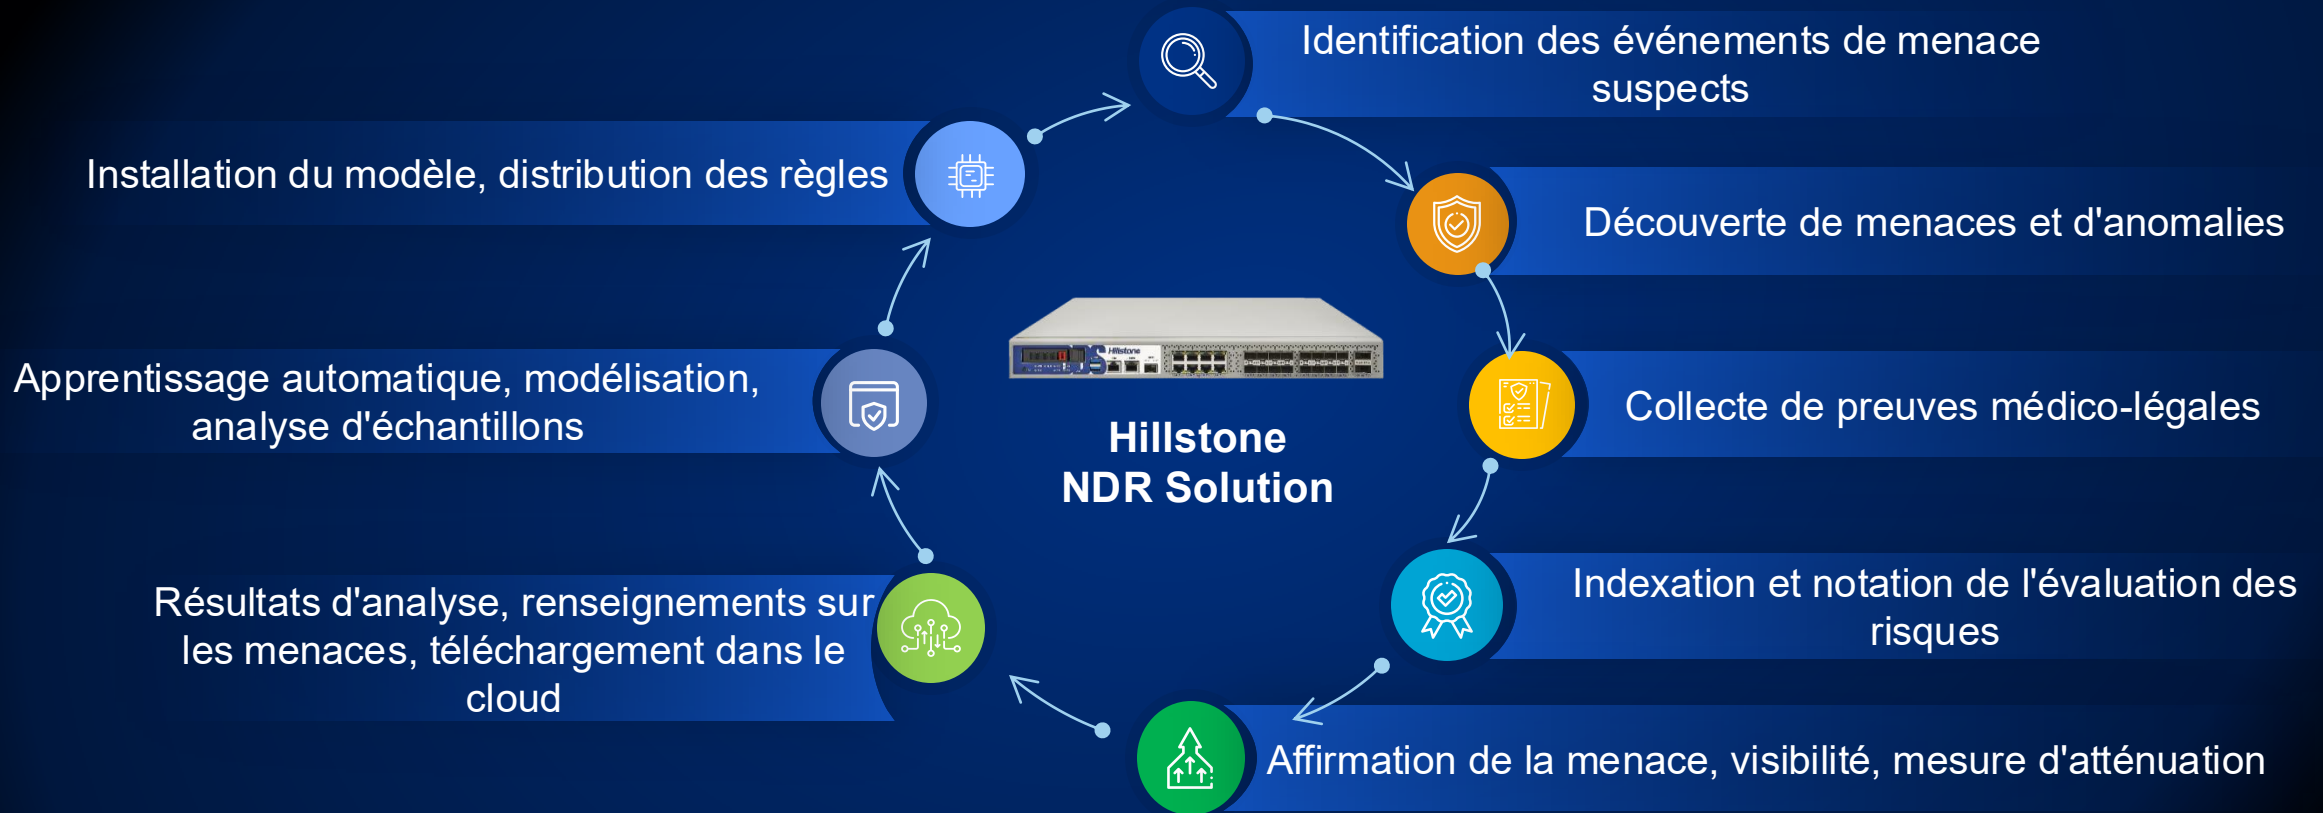 Identification des événements de menace
suspects
Installation du modèle, distribution des règles
Découverte de menaces et d'anomalies
Hillstone
Apprentissage automatique, modélisation,
analyse d'échantillons
Collecte de preuves médico-légales
Hillstone
NDR Solution
Résultats d'analyse, renseignements sur
les menaces, téléchargement dans le
cloud
Indexation et notation de l'évaluation des
risques
Affirmation de la menace, visibilité, mesure d'atténuation